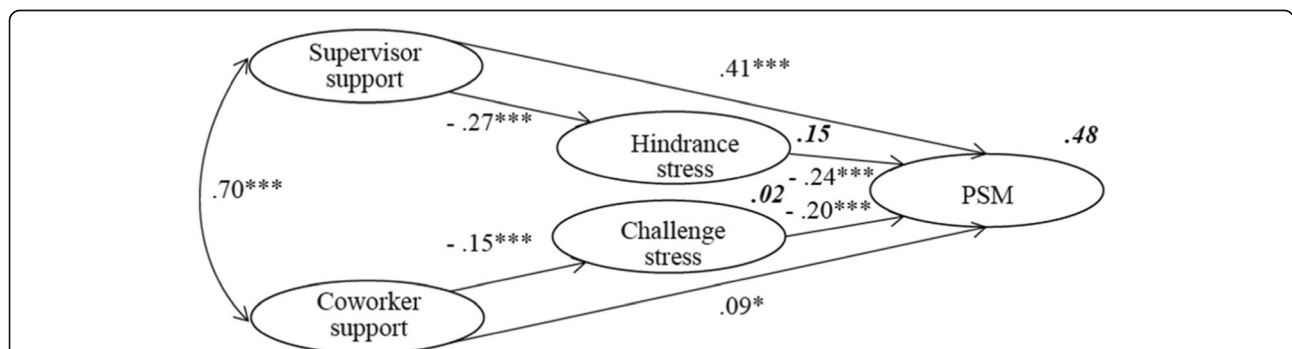 Supervisor
support
.41***
- .27***
Hindrance
stress
.15
.48
- .24***
PSM
.70***
.02
- .20***
Challenge
stress
- .15***
Coworker
support
.09*